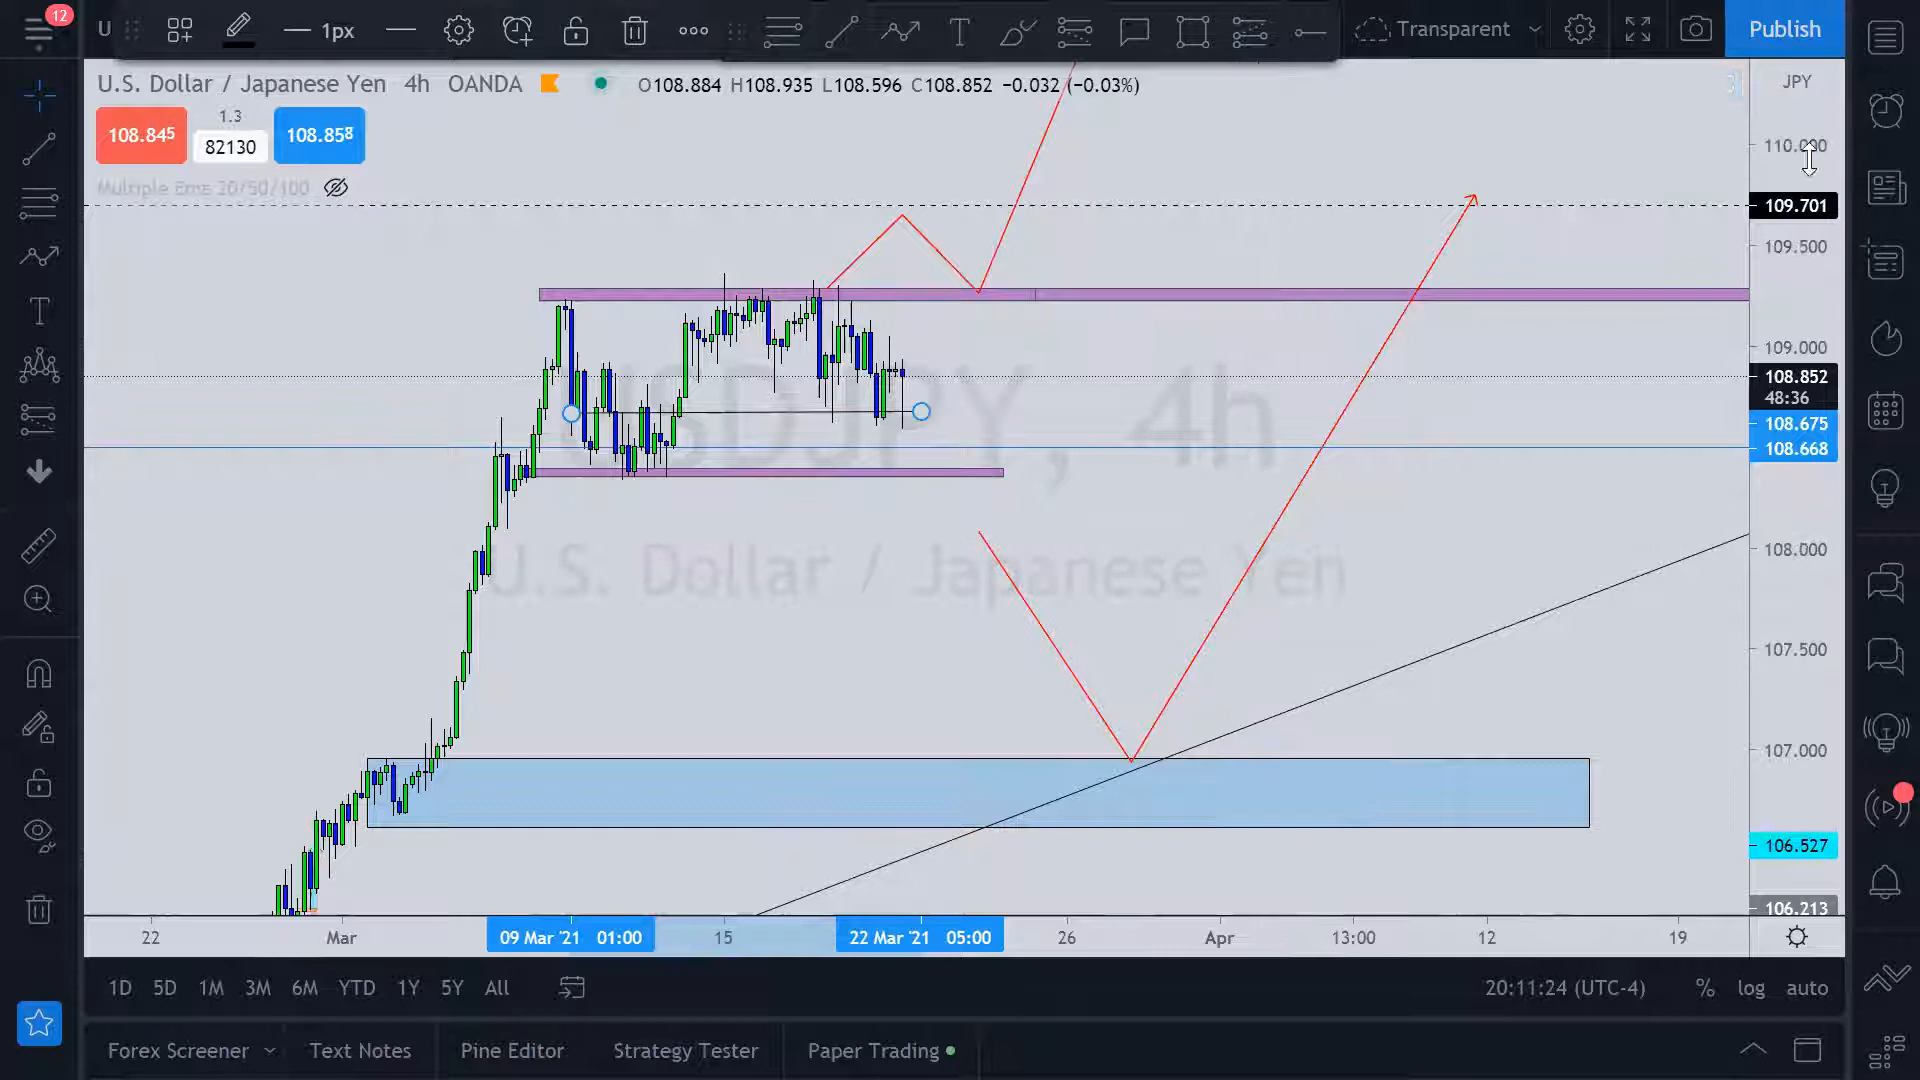 12
U
1px
Transparent
Publish
U.S. Dollar / Japanese Yen 4h OANDA
O108.884 H108.935 L108.596 C108.852 −0.032 (−0.03%)
JPY
108.845
1.3
82130
108.858
Multiple Ema 20/50/100
110.000
109.701
109.500
109.000
108.852
48:36
108.675
108.668
108.000
107.500
107.000
106.527
106.213
USDJPY, 4h
U.S. Dollar / Japanese Yen
22
Mar
09 Mar '21 01:00
15
22 Mar '21 05:00
26
Apr
13:00
12
19
1D 5D 1M 3M 6M YTD 1Y 5Y All
20:11:24 (UTC-4)
% log auto
Forex Screener
Text Notes
Pine Editor
Strategy Tester
Paper Trading